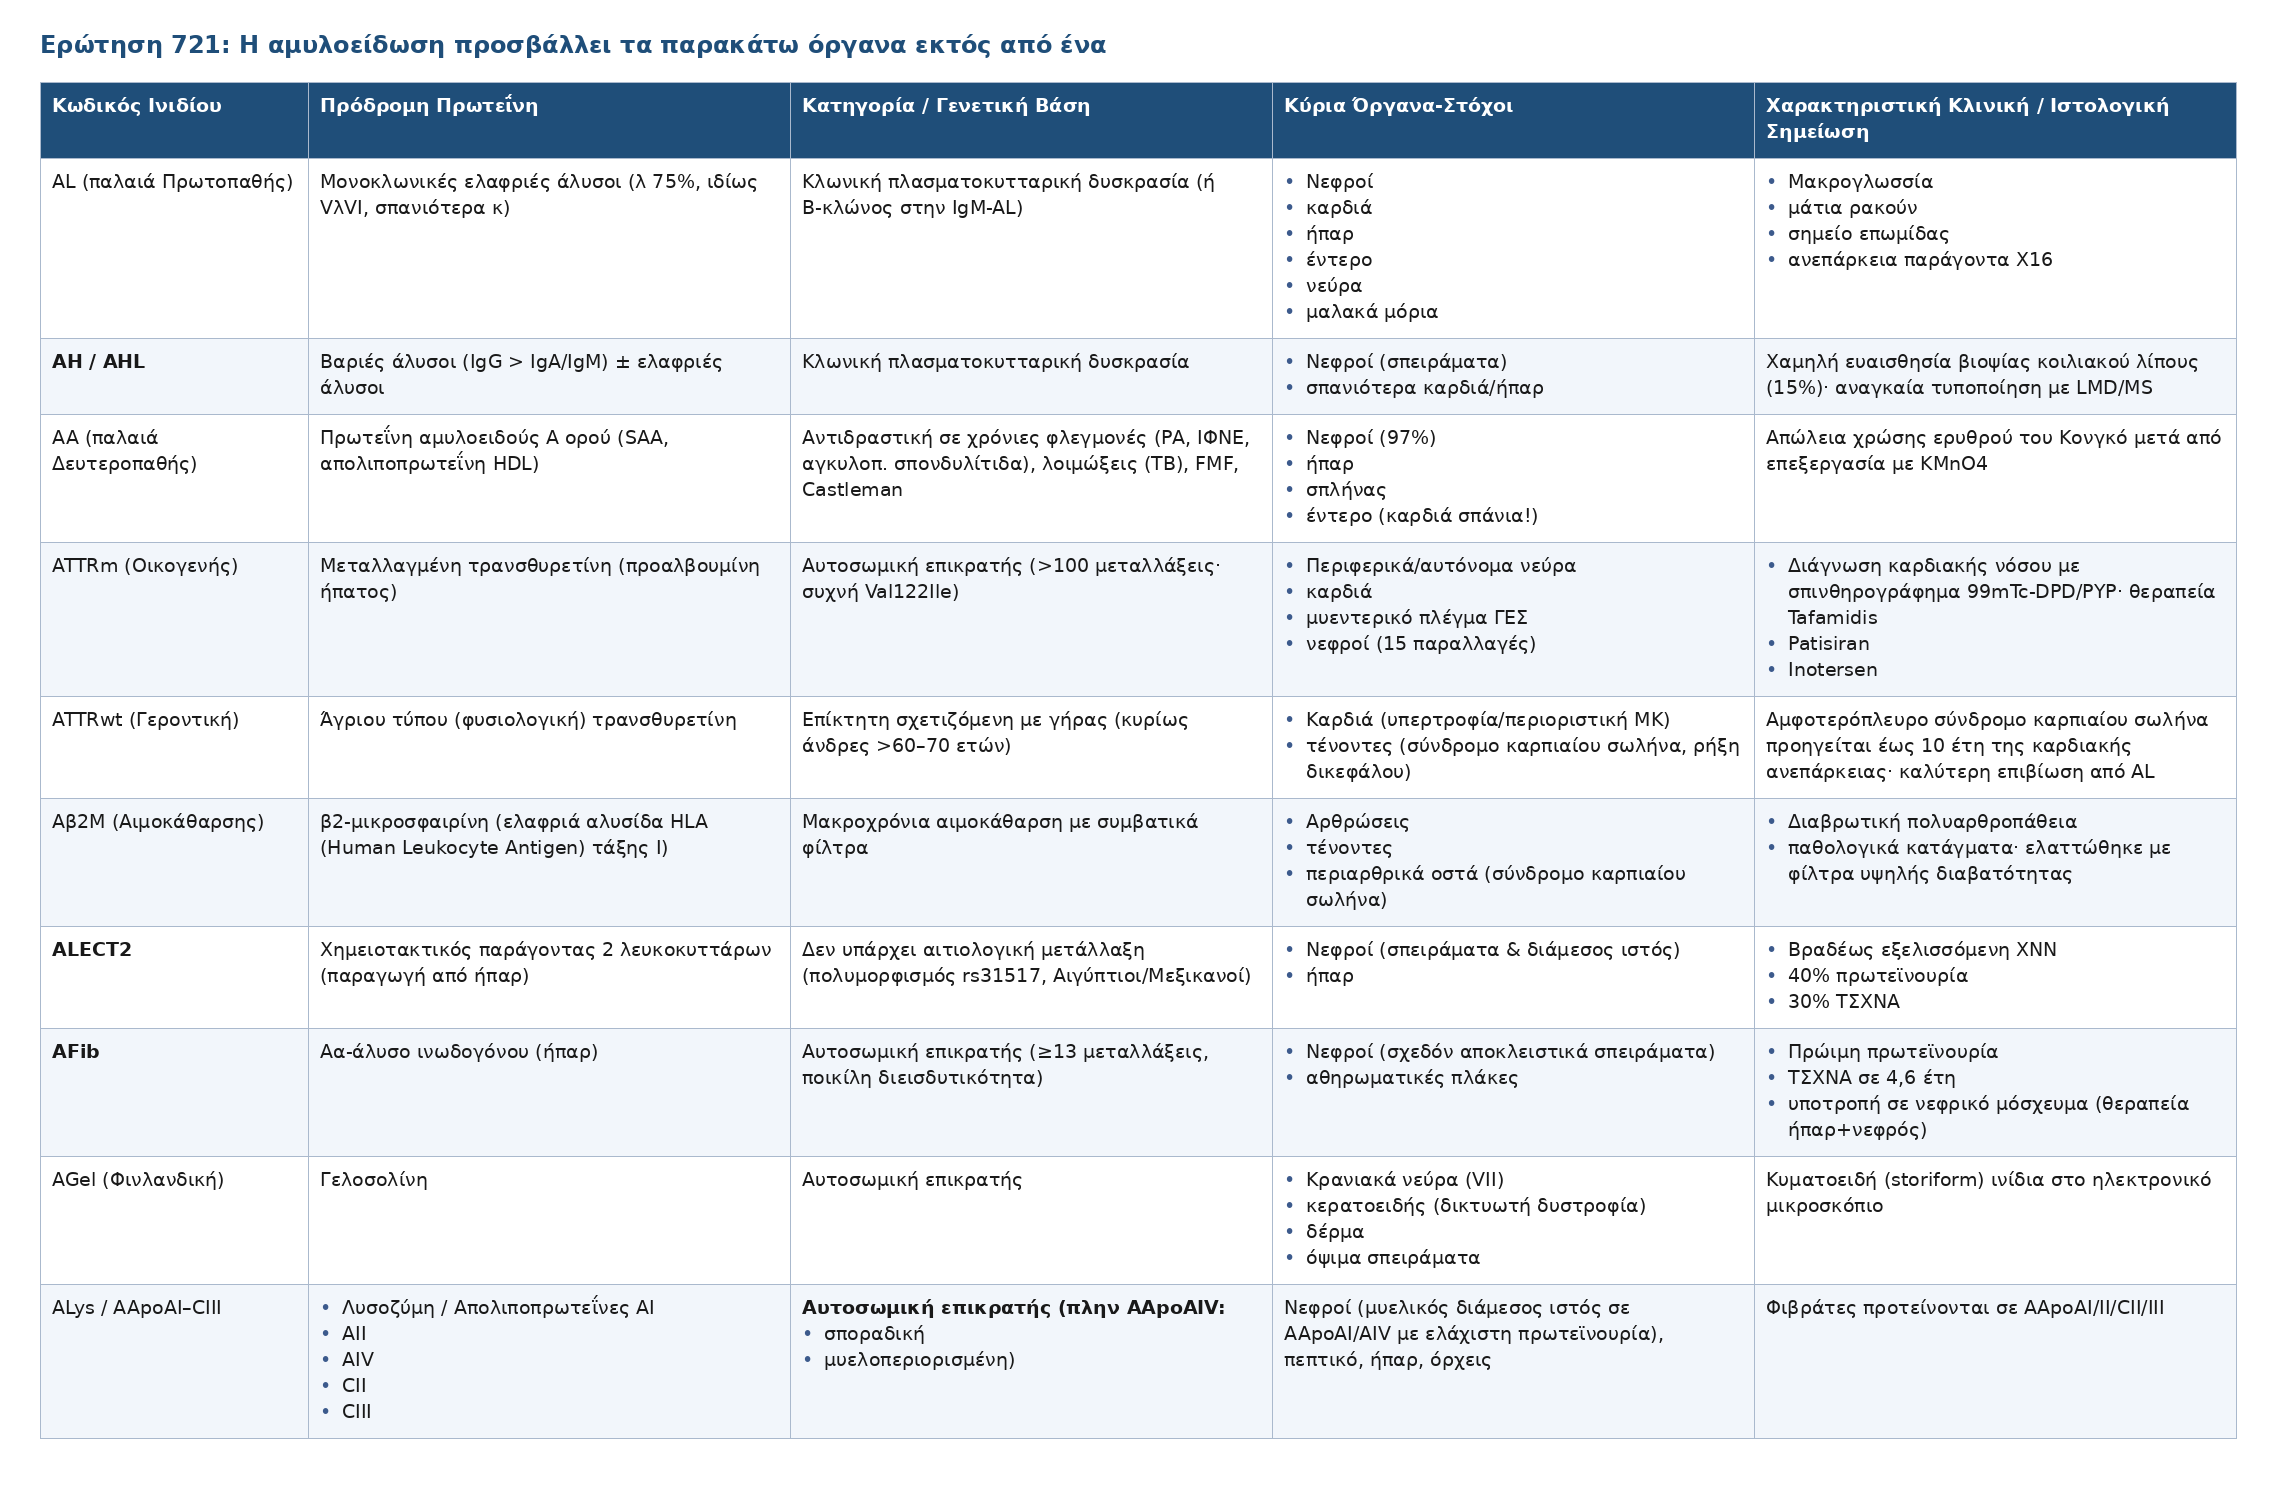 Ερώτηση 721: Η αμυλοείδωση προσβάλλει τα παρακάτω όργανα εκτός από ένα
Κωδικός Ινιδίου
Πρόδρομη Πρωτεΐνη
Κατηγορία / Γενετική Βάση
Κύρια Όργανα-Στόχοι
Χαρακτηριστική Κλινική / Ιστολογική
Σημείωση
AL (παλαιά Πρωτοπαθής)
Μονοκλωνικές ελαφριές άλυσοι (λ 75%, ιδίως
VλVI, σπανιότερα κ)
Κλωνική πλασματοκυτταρική δυσκρασία (ή
Β-κλώνος στην IgM-AL)
• Νεφροί
• καρδιά
• ήπαρ
• έντερο
• νεύρα
• μαλακά μόρια
• Μακρογλωσσία
• μάτια ρακούν
• σημείο επωμίδας
• ανεπάρκεια παράγοντα Χ16
AH / AHL
Βαριές άλυσοι (IgG > IgA/IgM) ± ελαφριές
άλυσοι
Κλωνική πλασματοκυτταρική δυσκρασία
• Νεφροί (σπειράματα)
• σπανιότερα καρδιά/ήπαρ
Χαμηλή ευαισθησία βιοψίας κοιλιακού λίπους
(15%)· αναγκαία τυποποίηση με LMD/MS
AA (παλαιά
Δευτεροπαθής)
Πρωτεΐνη αμυλοειδούς Α ορού (SAA,
απολιποπρωτεΐνη HDL)
Αντιδραστική σε χρόνιες φλεγμονές (ΡΑ, ΙΦΝΕ,
αγκυλοπ. σπονδυλίτιδα), λοιμώξεις (TB), FMF,
Castleman
• Νεφροί (97%)
• ήπαρ
• σπλήνας
• έντερο (καρδιά σπάνια!)
Απώλεια χρώσης ερυθρού του Κονγκό μετά από
επεξεργασία με KMnO4
ATTRm (Οικογενής)
Μεταλλαγμένη τρανσθυρετίνη (προαλβουμίνη
ήπατος)
Αυτοσωμική επικρατής (>100 μεταλλάξεις·
συχνή Val122Ile)
• Περιφερικά/αυτόνομα νεύρα
• καρδιά
• μυεντερικό πλέγμα ΓΕΣ
• νεφροί (15 παραλλαγές)
• Διάγνωση καρδιακής νόσου με
σπινθηρογράφημα 99mTc-DPD/PYP· θεραπεία
Tafamidis
• Patisiran
• Inotersen
ATTRwt (Γεροντική)
Άγριου τύπου (φυσιολογική) τρανσθυρετίνη
Επίκτητη σχετιζόμενη με γήρας (κυρίως
άνδρες >60–70 ετών)
• Καρδιά (υπερτροφία/περιοριστική ΜΚ)
• τένοντες (σύνδρομο καρπιαίου σωλήνα, ρήξη
δικεφάλου)
Αμφοτερόπλευρο σύνδρομο καρπιαίου σωλήνα
προηγείται έως 10 έτη της καρδιακής
ανεπάρκειας· καλύτερη επιβίωση από AL
Aβ2M (Αιμοκάθαρσης)
β2-μικροσφαιρίνη (ελαφριά αλυσίδα HLA
(Human Leukocyte Antigen) τάξης I)
Μακροχρόνια αιμοκάθαρση με συμβατικά
φίλτρα
• Αρθρώσεις
• τένοντες
• περιαρθρικά οστά (σύνδρομο καρπιαίου
σωλήνα)
• Διαβρωτική πολυαρθροπάθεια
• παθολογικά κατάγματα· ελαττώθηκε με
φίλτρα υψηλής διαβατότητας
ALECT2
Χημειοτακτικός παράγοντας 2 λευκοκυττάρων
(παραγωγή από ήπαρ)
Δεν υπάρχει αιτιολογική μετάλλαξη
(πολυμορφισμός rs31517, Αιγύπτιοι/Μεξικανοί)
• Νεφροί (σπειράματα & διάμεσος ιστός)
• ήπαρ
• Βραδέως εξελισσόμενη ΧΝΝ
• 40% πρωτεϊνουρία
• 30% ΤΣΧΝΑ
AFib
Αα-άλυσο ινωδογόνου (ήπαρ)
Αυτοσωμική επικρατής (≥13 μεταλλάξεις,
ποικίλη διεισδυτικότητα)
• Νεφροί (σχεδόν αποκλειστικά σπειράματα)
• αθηρωματικές πλάκες
• Πρώιμη πρωτεϊνουρία
• ΤΣΧΝΑ σε 4,6 έτη
• υποτροπή σε νεφρικό μόσχευμα (θεραπεία
ήπαρ+νεφρός)
AGel (Φινλανδική)
Γελοσολίνη
Αυτοσωμική επικρατής
• Κρανιακά νεύρα (VII)
• κερατοειδής (δικτυωτή δυστροφία)
• δέρμα
• όψιμα σπειράματα
Κυματοειδή (storiform) ινίδια στο ηλεκτρονικό
μικροσκόπιο
ALys / AApoAI–CIII
• Λυσοζύμη / Απολιποπρωτεΐνες AI
• AII
• AIV
• CII
• CIII
Αυτοσωμική επικρατής (πλην AApoAIV:
• σποραδική
• μυελοπεριορισμένη)
Νεφροί (μυελικός διάμεσος ιστός σε
AApoAI/AIV με ελάχιστη πρωτεϊνουρία),
πεπτικό, ήπαρ, όρχεις
Φιβράτες προτείνονται σε AApoAI/II/CII/III